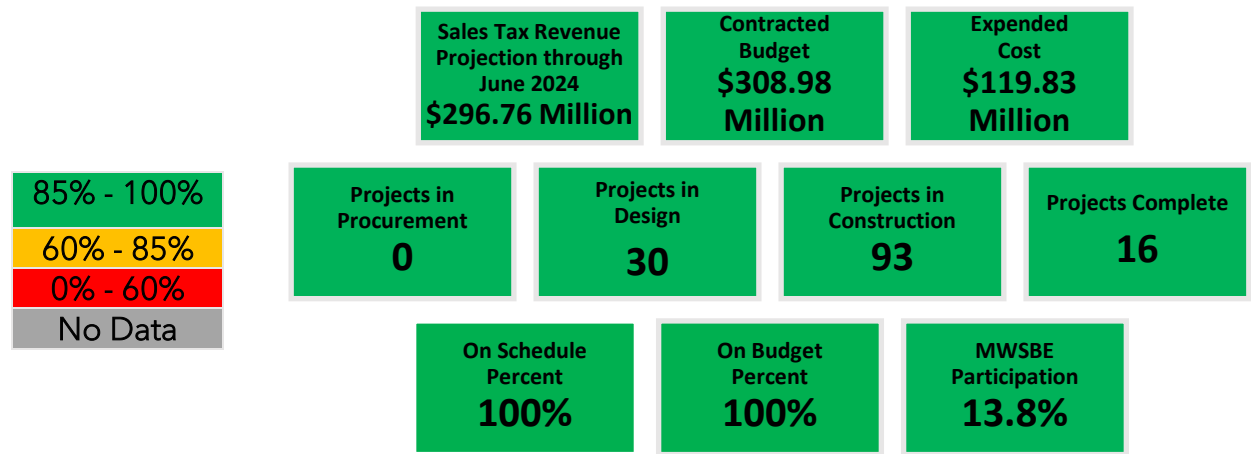 Sales Tax Revenue
Projection through
June 2024
$296.76 Million
Contracted
Budget
$308.98
Million
Expended
Cost
$119.83
Million
85% - 100%
60% - 85%
0% - 60%
No Data
Projects in
Procurement
0
Projects in
Design
30
Projects in
Construction
93
Projects Complete
16
On Schedule
Percent
100%
On Budget
Percent
100%
MWSBE
Participation
13.8%